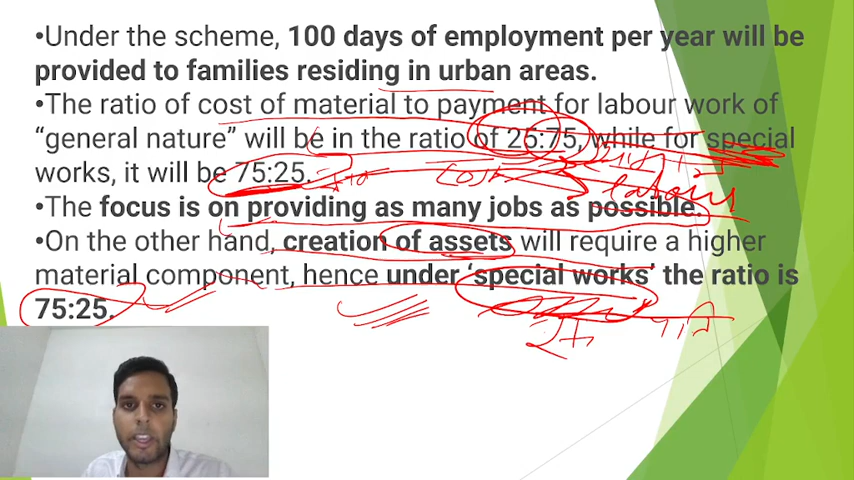 •Under the scheme, 100 days of employment per year will be
provided to families residing in urban areas.
•The ratio of cost of material to payment for labour work of
“general nature” will be in the ratio of 25:75, while for special
works, it will be 75:25.
cost labour
•The focus is on providing as many jobs as possible.
•On the other hand, creation of assets will require a higher
material component, hence under ‘special works’ the ratio is
75:25.